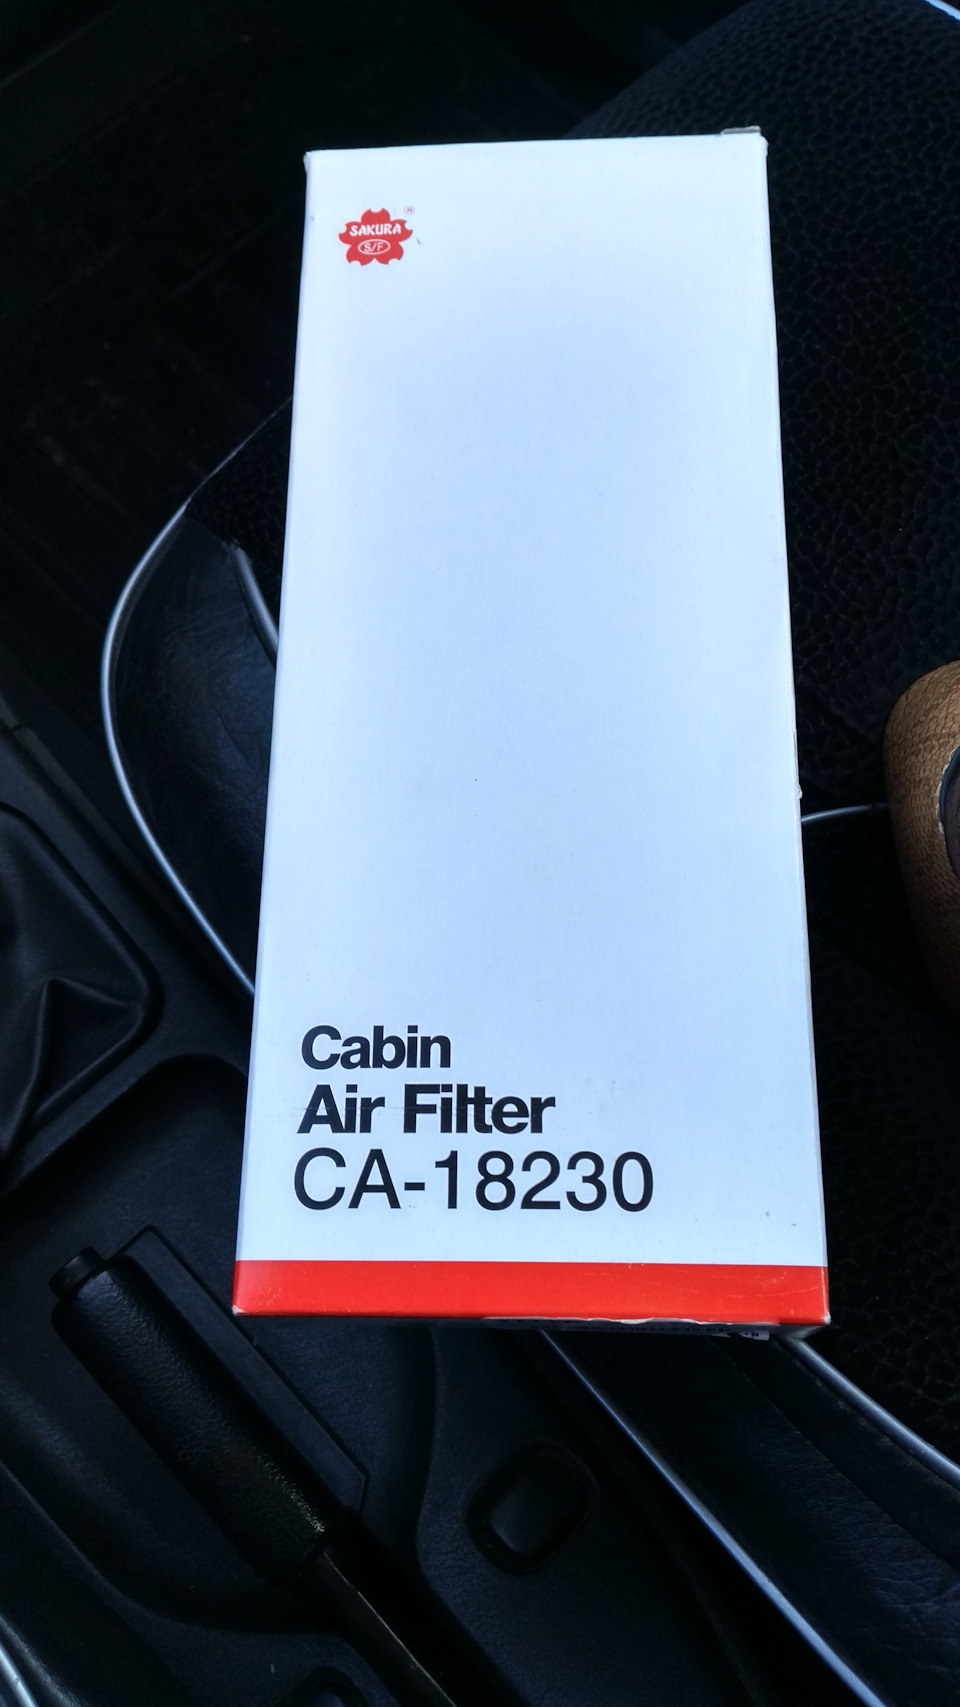 SAKURA
®
S/F
Cabin
Air Filter
CA-18230